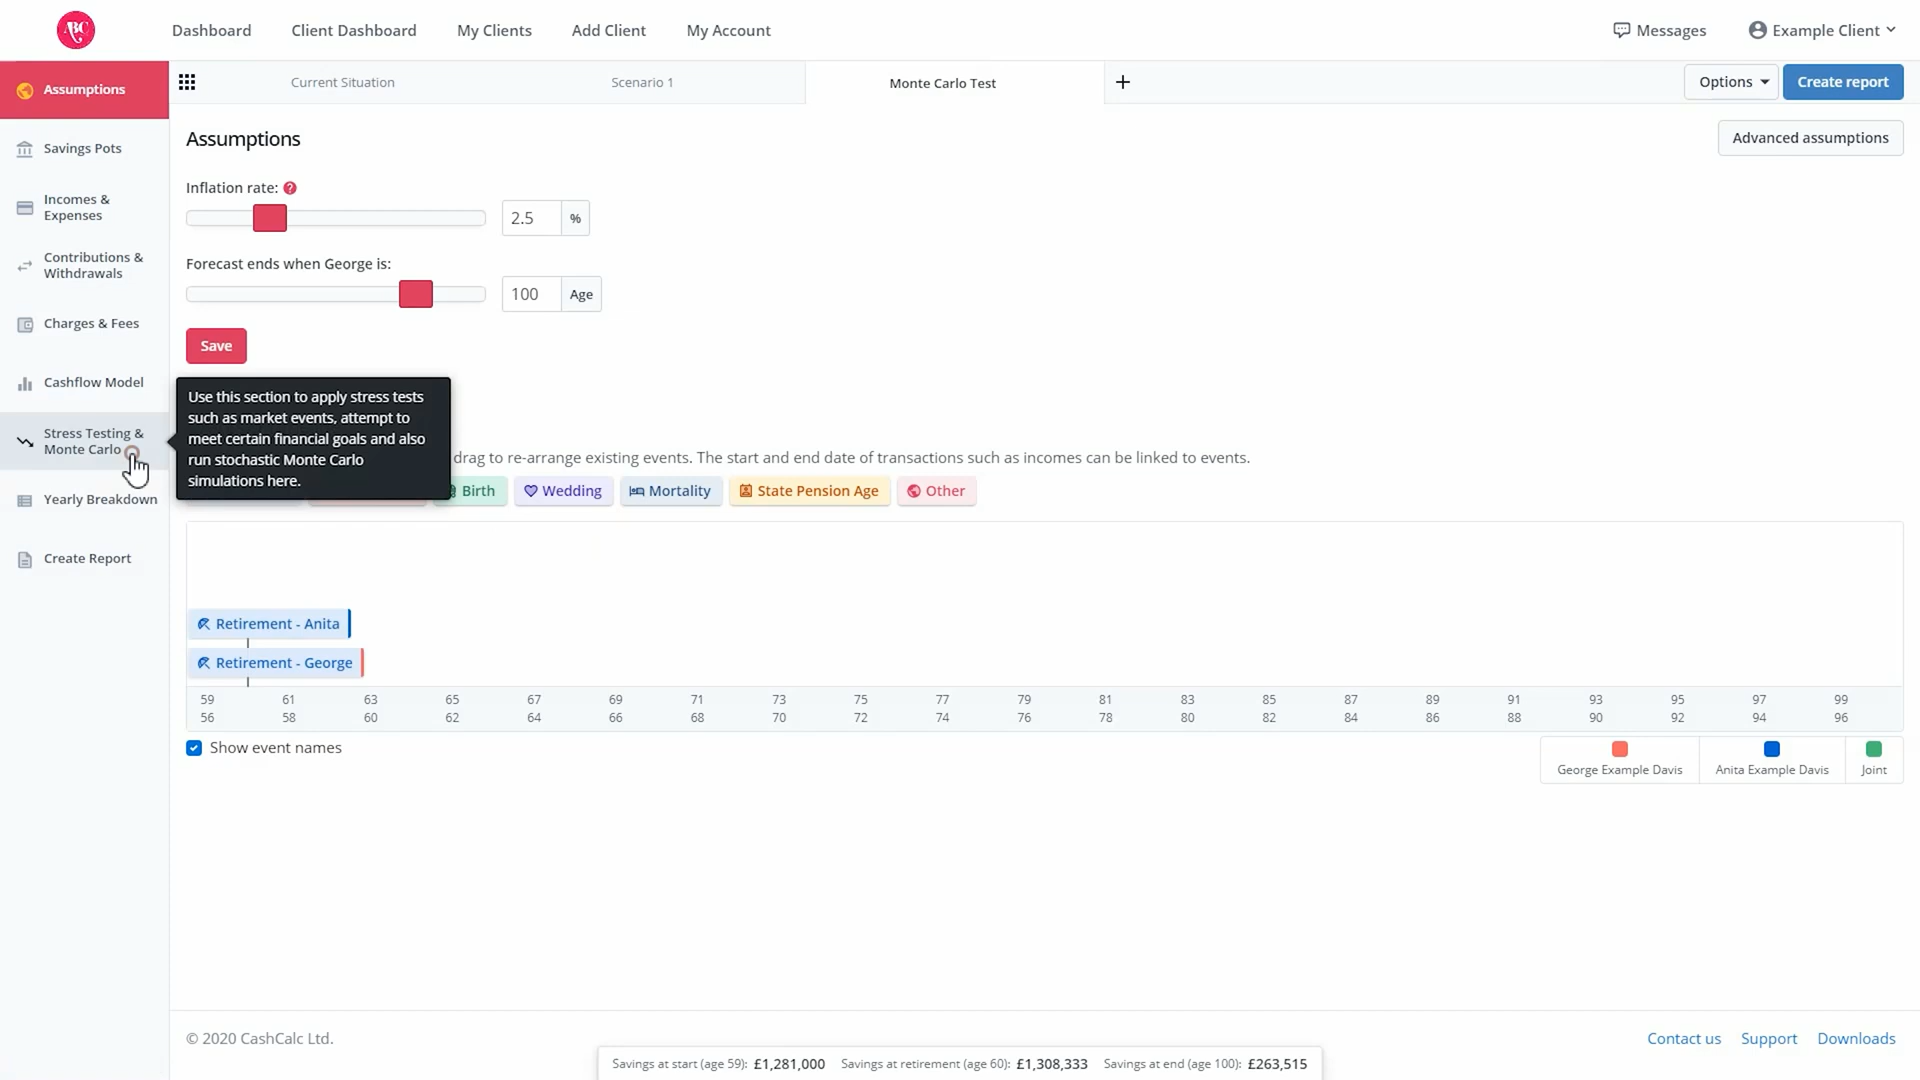 ABC
Dashboard
Client Dashboard
My Clients
Add Client
My Account
Messages
Example Client
Assumptions
Current Situation
Scenario 1
Monte Carlo Test
+
Options
Create report
Savings Pots
Incomes &
Expenses
Contributions &
Withdrawals
Charges & Fees
Cashflow Model
Stress Testing &
Monte Carlo
Yearly Breakdown
Create Report
Assumptions
Advanced assumptions
Inflation rate: ?
2.5 %
Forecast ends when George is:
100 Age
Save
Use this section to apply stress tests
such as market events, attempt to
meet certain financial goals and also
run stochastic Monte Carlo
simulations here.
drag to re-arrange existing events. The start and end date of transactions such as incomes can be linked to events.
Birth
Wedding
Mortality
State Pension Age
Other
Retirement - Anita
Retirement - George
59 61 63 65 67 69 71 73 75 77 79 81 83 85 87 89 91 93 95 97 99
56 58 60 62 64 66 68 70 72 74 76 78 80 82 84 86 88 90 92 94 96
Show event names
George Example Davis
Anita Example Davis
Joint
© 2020 CashCalc Ltd.
Contact us
Support
Downloads
Savings at start (age 59): £1,281,000
Savings at retirement (age 60): £1,308,333
Savings at end (age 100): £263,515